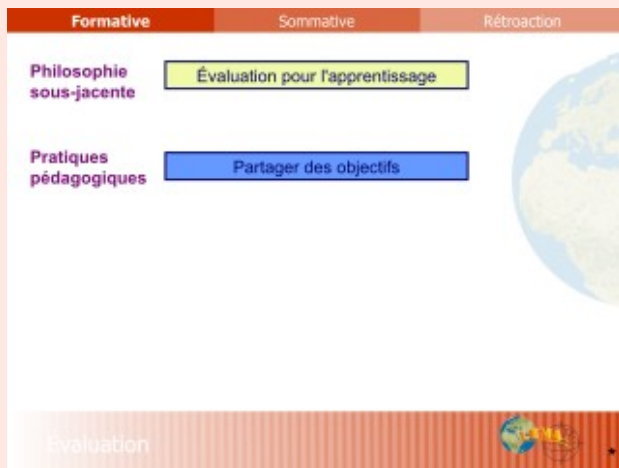 Formative Sommative Rétroaction
Philosophie
sous-jacente
Évaluation pour l'apprentissage
Pratiques
pédagogiques
Partager des objectifs
Évaluation